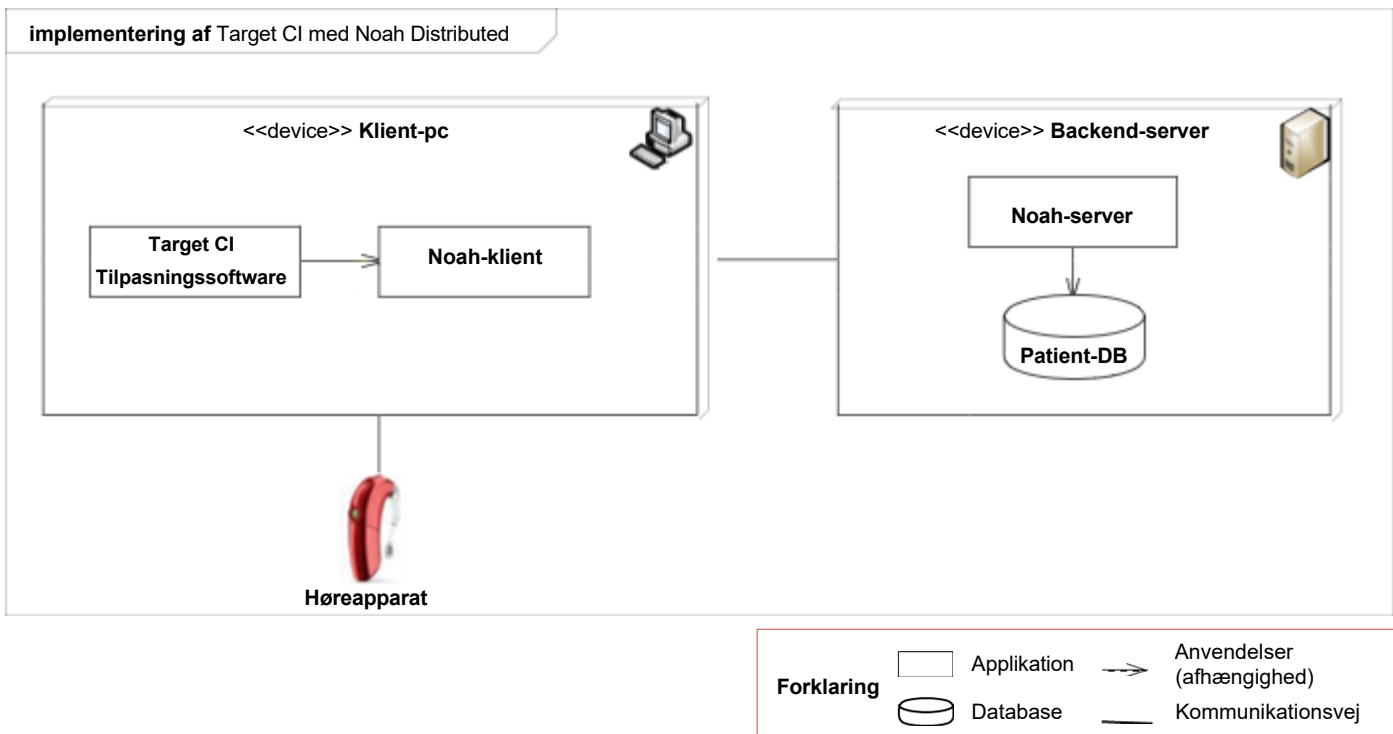 implementering af Target CI med Noah Distributed
<<device>> Klient-pc
Target CI
Tilpasningssoftware
Noah-klient
<<device>> Backend-server
Noah-server
Patient-DB
Høreapparat
Forklaring
Applikation
Anvendelser
(afhængighed)
Database
Kommunikationsvej